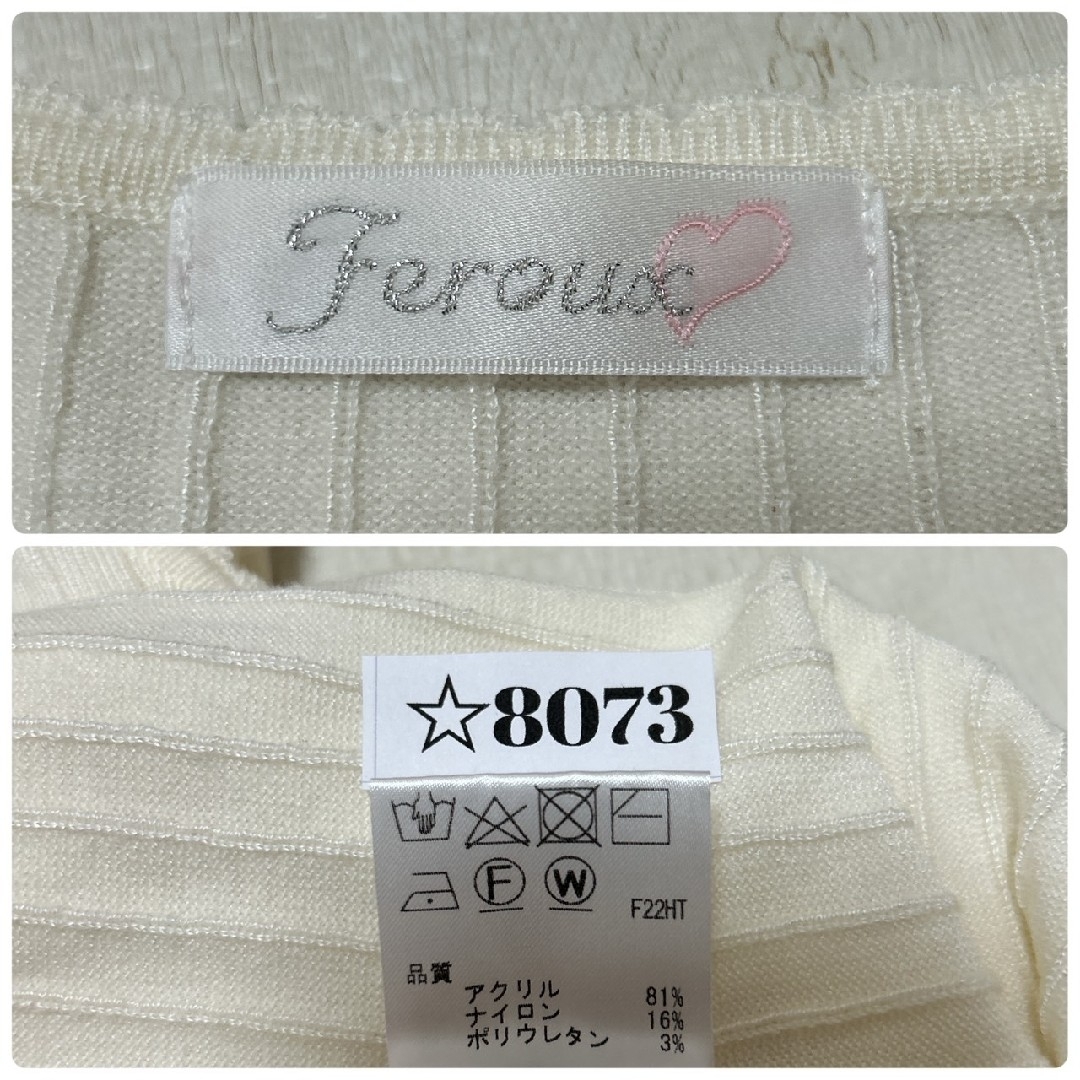 Feroux
☆8073
F W F22HT
品質
アクリル 81%
ナイロン 16%
ポリウレタン 3%